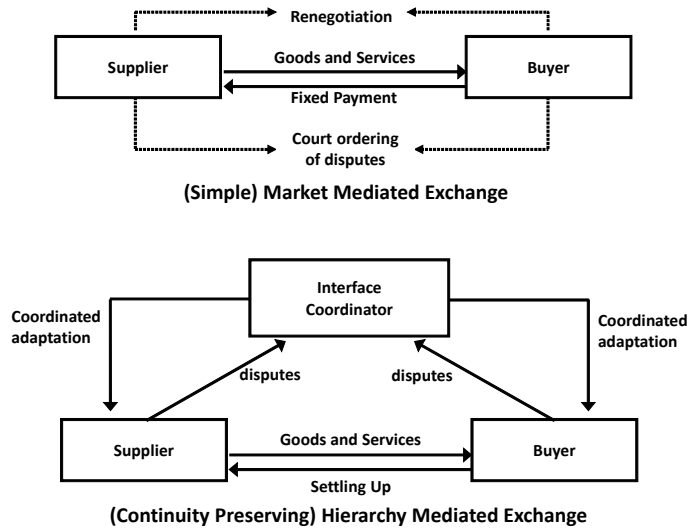 Renegotiation
Supplier
Goods and Services
Buyer
Fixed Payment
Court ordering
of disputes
(Simple) Market Mediated Exchange
Interface
Coordinator
Coordinated
adaptation
Coordinated
adaptation
disputes
disputes
Supplier
Goods and Services
Buyer
Settling Up
(Continuity Preserving) Hierarchy Mediated Exchange